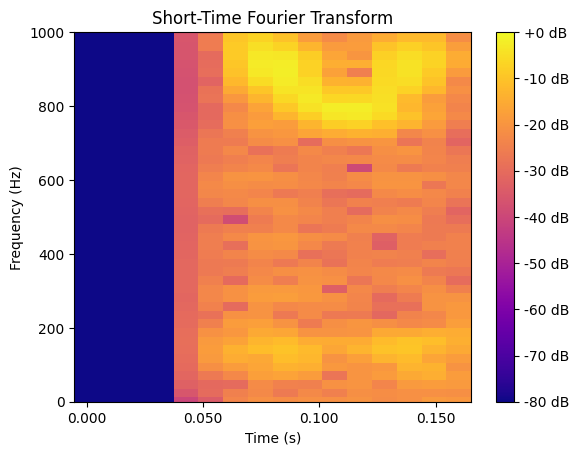 Short-Time Fourier Transform
1000
800
600
400
200
0
Frequency (Hz)
0.000
0.050
0.100
0.150
Time (s)
+0 dB
-10 dB
-20 dB
-30 dB
-40 dB
-50 dB
-60 dB
-70 dB
-80 dB